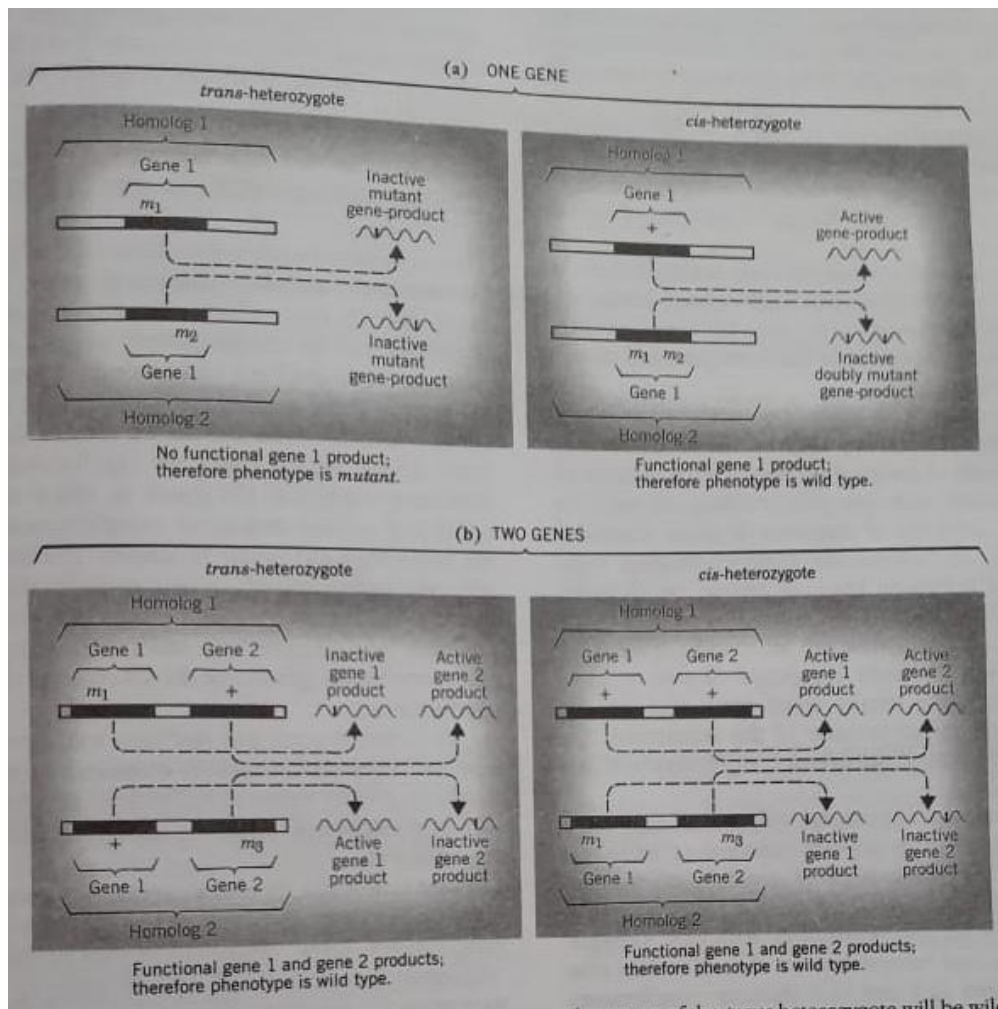 (a) ONE GENE
trans-heterozygote
Homolog 1
Gene 1
m1
Inactive
mutant
gene-product
m2
Gene 1
Inactive
mutant
gene-product
Homolog 2
No functional gene 1 product;
therefore phenotype is mutant.
cis-heterozygote
Homolog 1
Gene 1
+
Active
gene-product
m1 m2
Gene 1
Inactive
doubly mutant
gene-product
Homolog 2
Functional gene 1 product;
therefore phenotype is wild type.
(b) TWO GENES
trans-heterozygote
Homolog 1
Gene 1 Gene 2
m1 +
Inactive
gene 1
product
Active
gene 2
product
+ m3
Gene 1 Gene 2
Active
gene 1
product
Inactive
gene 2
product
Homolog 2
Functional gene 1 and gene 2 products;
therefore phenotype is wild type.
cis-heterozygote
Homolog 1
Gene 1 Gene 2
+ +
Active
gene 1
product
Active
gene 2
product
m1 m3
Gene 1 Gene 2
Inactive
gene 1
product
Inactive
gene 2
product
Homolog 2
Functional gene 1 and gene 2 products;
therefore phenotype is wild type.
heterozygote will be